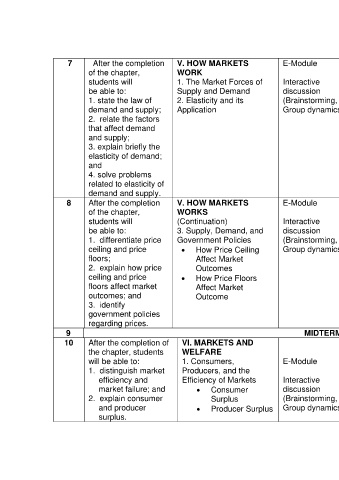 7
After the completion
of the chapter,
students will
be able to:
1. state the law of
demand and supply;
2. relate the factors
that affect demand
and supply;
3. explain briefly the
elasticity of demand;
and
4. solve problems
related to elasticity of
demand and supply.
V. HOW MARKETS
WORK
1. The Market Forces of
Supply and Demand
2. Elasticity and its
Application
E-Module
Interactive
discussion
(Brainstorming,
Group dynamics
8
After the completion
of the chapter,
students will
be able to:
1. differentiate price
ceiling and price
floors;
2. explain how price
ceiling and price
floors affect market
outcomes; and
3. identify
government policies
regarding prices.
V. HOW MARKETS
WORKS
(Continuation)
3. Supply, Demand, and
Government Policies
• How Price Ceiling
Affect Market
Outcomes
• How Price Floors
Affect Market
Outcome
E-Module
Interactive
discussion
(Brainstorming,
Group dynamics
9
MIDTERM
10
After the completion of
the chapter, students
will be able to:
1. distinguish market
efficiency and
market failure; and
2. explain consumer
and producer
surplus.
VI. MARKETS AND
WELFARE
1. Consumers,
Producers, and the
Efficiency of Markets
• Consumer
Surplus
• Producer Surplus
E-Module
Interactive
discussion
(Brainstorming,
Group dynamics